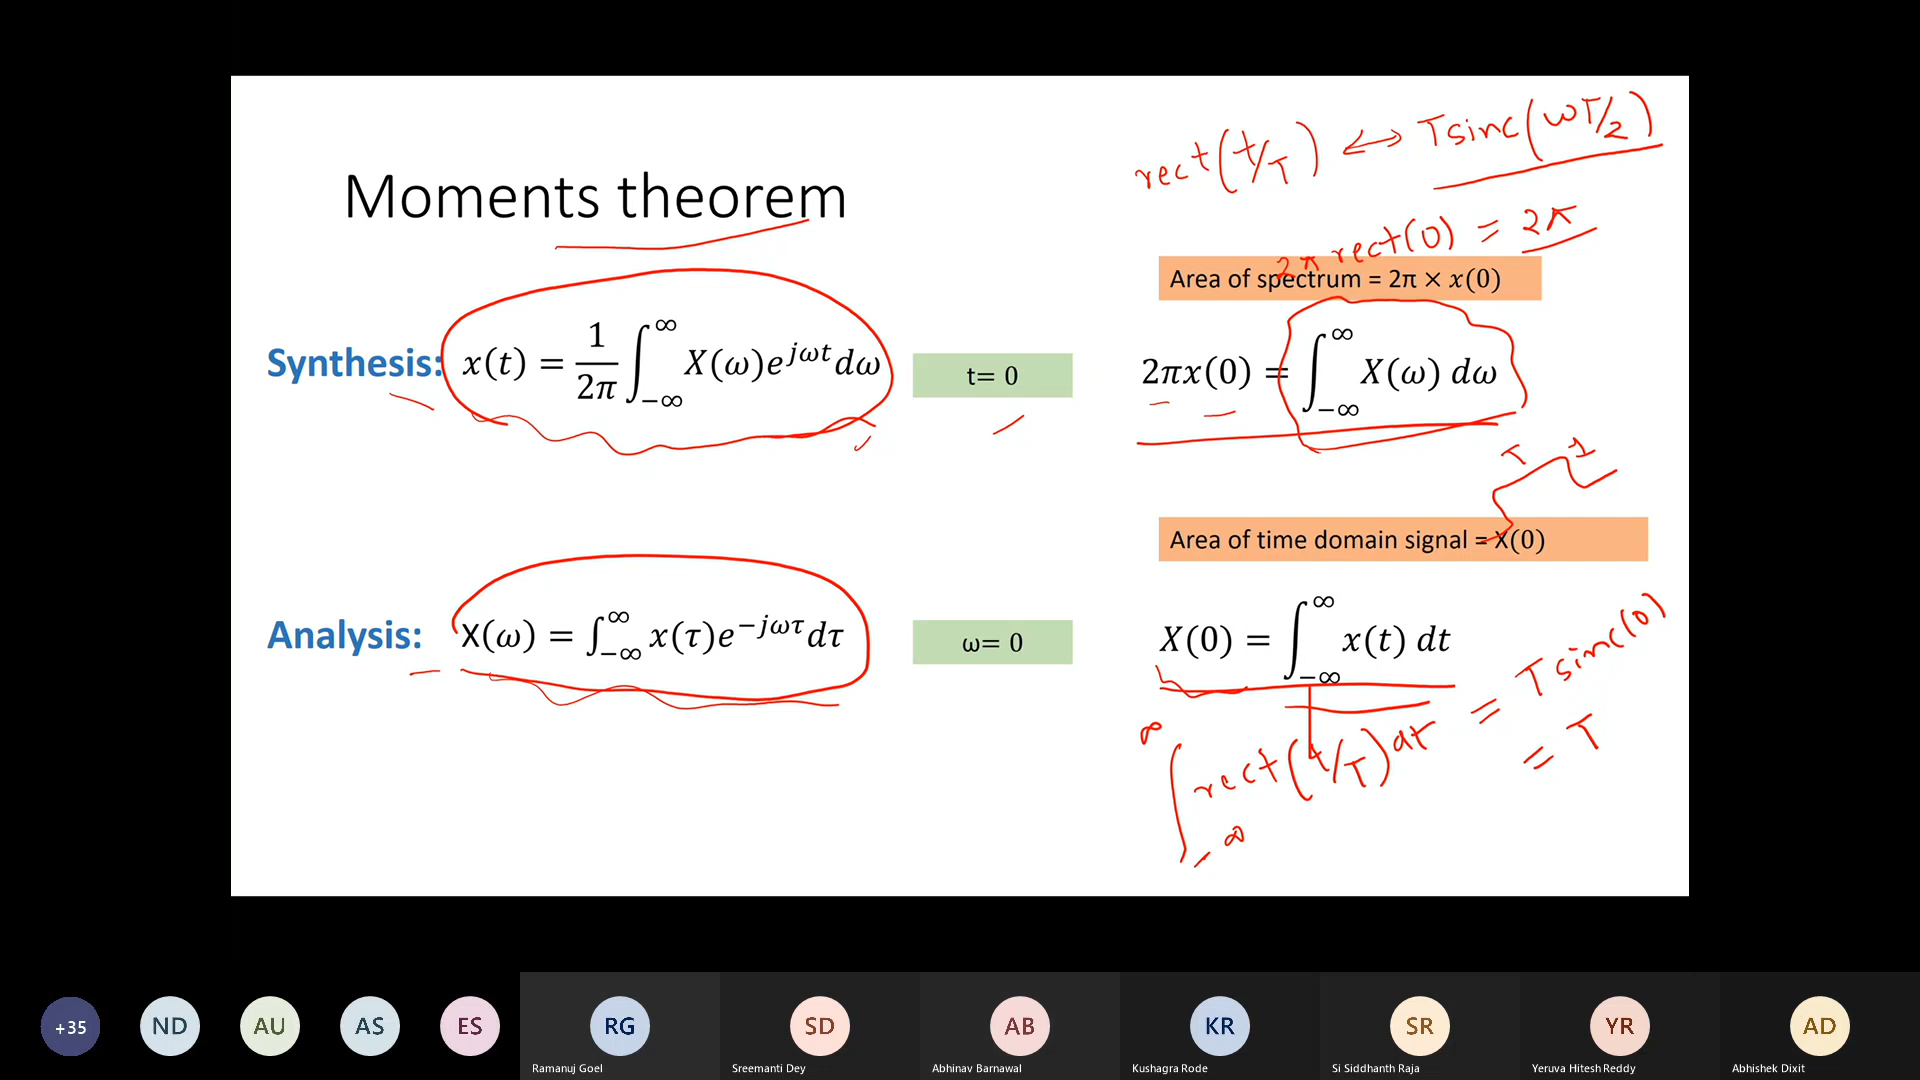 rect(t/T) ↔ Tsinc(ωT/2)
Moments theorem
2π rect(0) = 2π
Area of spectrum = 2π × x(0)
Synthesis: x(t) = 1/2π ∫_{-∞}^{∞} X(ω)e^{jωt}dω
t= 0
2πx(0) = ∫_{-∞}^{∞} X(ω) dω
T 1
Area of time domain signal = X(0)
Analysis: X(ω) = ∫_{-∞}^{∞} x(τ)e^{-jωτ}dτ
ω= 0
X(0) = ∫_{-∞}^{∞} x(t) dt
∫_{-∞}^{∞} rect(t/T)dt = Tsinc(0)
= T
+35 ND AU AS ES RG SD AB KR SR YR AD
Ramanuj Goel Sreemanti Dey Abhinav Barnawal Kushagra Rode Si Siddhanth Raja Yeruva Hitesh Reddy Abhishek Dixit